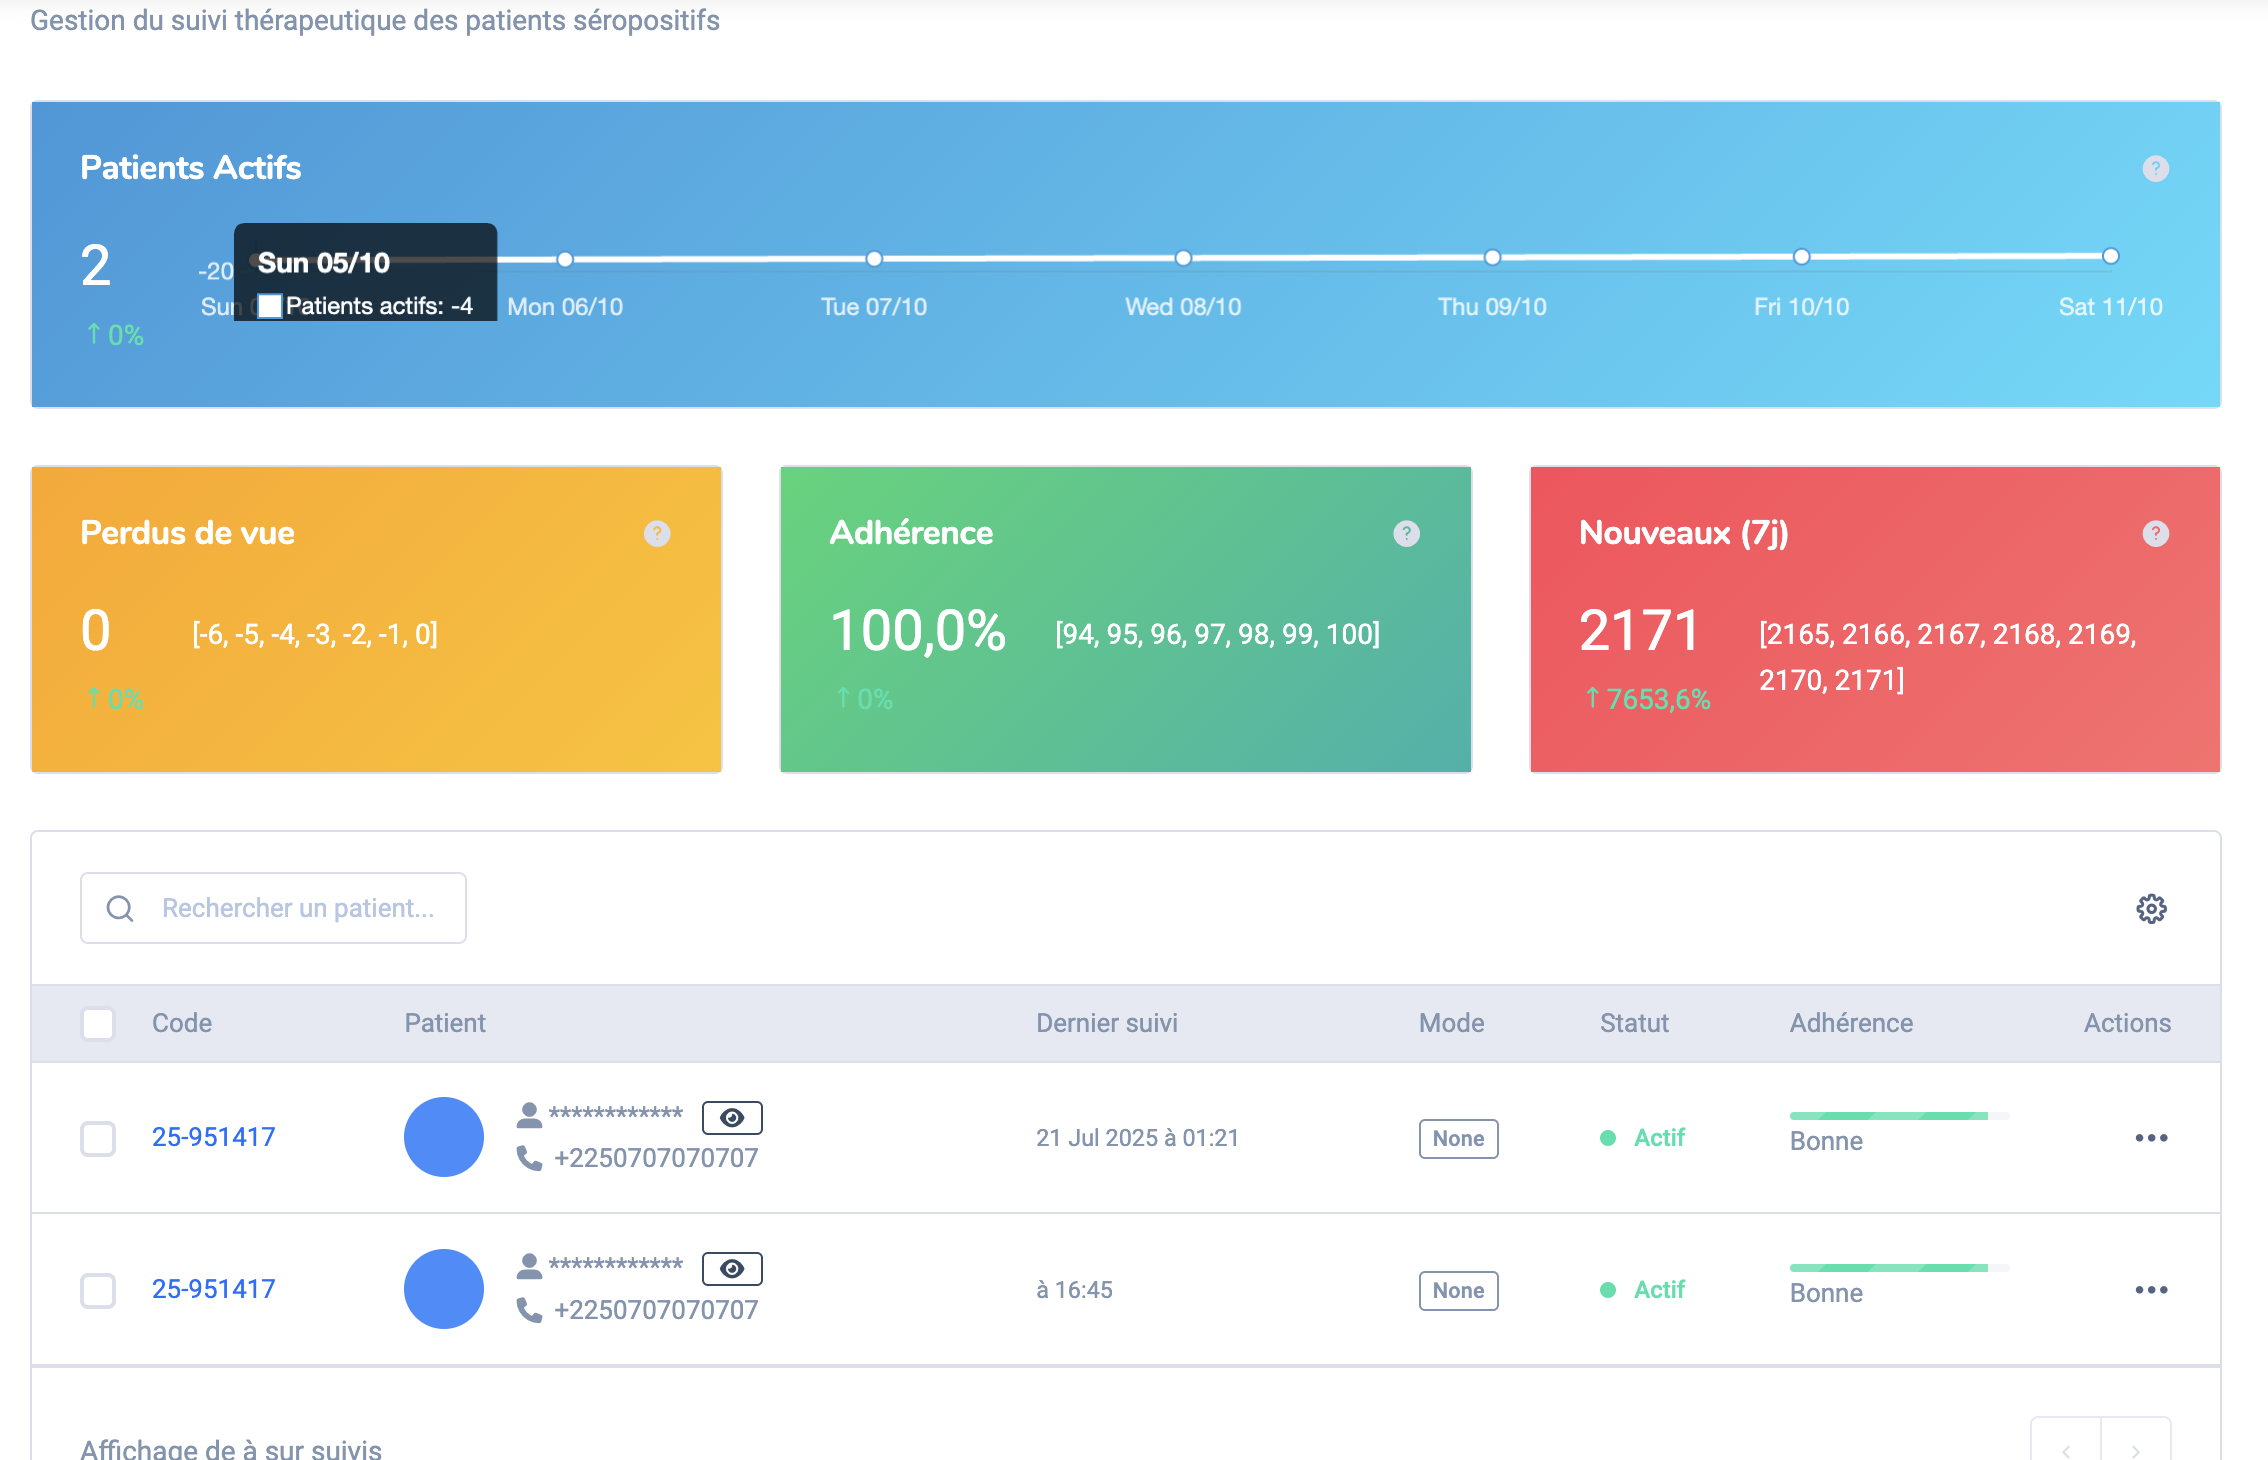 Gestion du suivi thérapeutique des patients séropositifs
Patients Actifs
?
2
-20
Sun 05/10
Patients actifs: -4
Sun
Mon 06/10
Tue 07/10
Wed 08/10
Thu 09/10
Fri 10/10
Sat 11/10
↑ 0%
Perdus de vue
?
0
[-6, -5, -4, -3, -2, -1, 0]
↑ 0%
Adhérence
?
100,0%
[94, 95, 96, 97, 98, 99, 100]
↑ 0%
Nouveaux (7j)
?
2171
[2165, 2166, 2167, 2168, 2169,
2170, 2171]
↑ 7653,6%
Rechercher un patient...
Code Patient Dernier suivi Mode Statut Adhérence Actions
25-951417
************
+2250707070707
21 Jul 2025 à 01:21
None
Actif
Bonne
25-951417
************
+2250707070707
à 16:45
None
Actif
Bonne
Affichage de à sur suivis
‹ ›